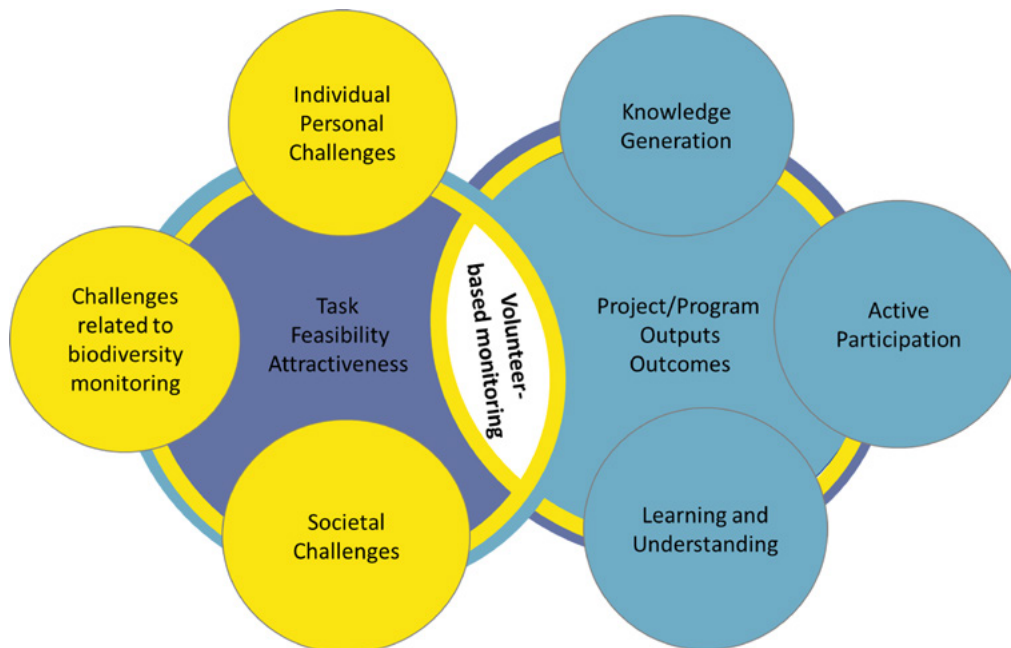 Individual
Personal
Challenges
Knowledge
Generation
Challenges
related to
biodiversity
monitoring
Task
Feasibility
Attractiveness
Volunteer-
based monitoring
Project/Program
Outputs
Outcomes
Active
Participation
Societal
Challenges
Learning and
Understanding